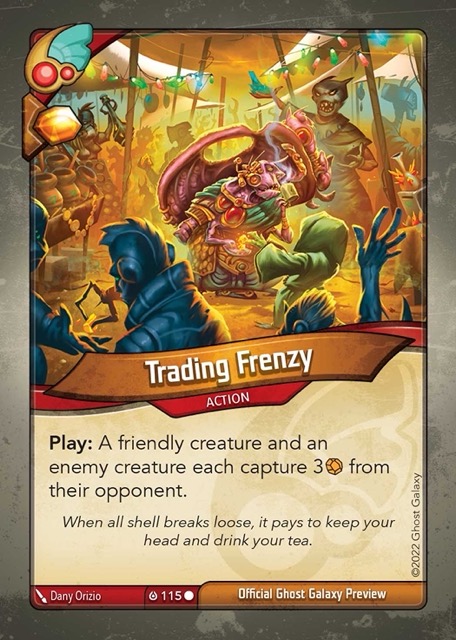 Trading Frenzy
ACTION
Play: A friendly creature and an
enemy creature each capture 3 from
their opponent.
When all shell breaks loose, it pays to keep your
head and drink your tea.
©2022 Ghost Galaxy
Dany Orizio
115
Official Ghost Galaxy Preview